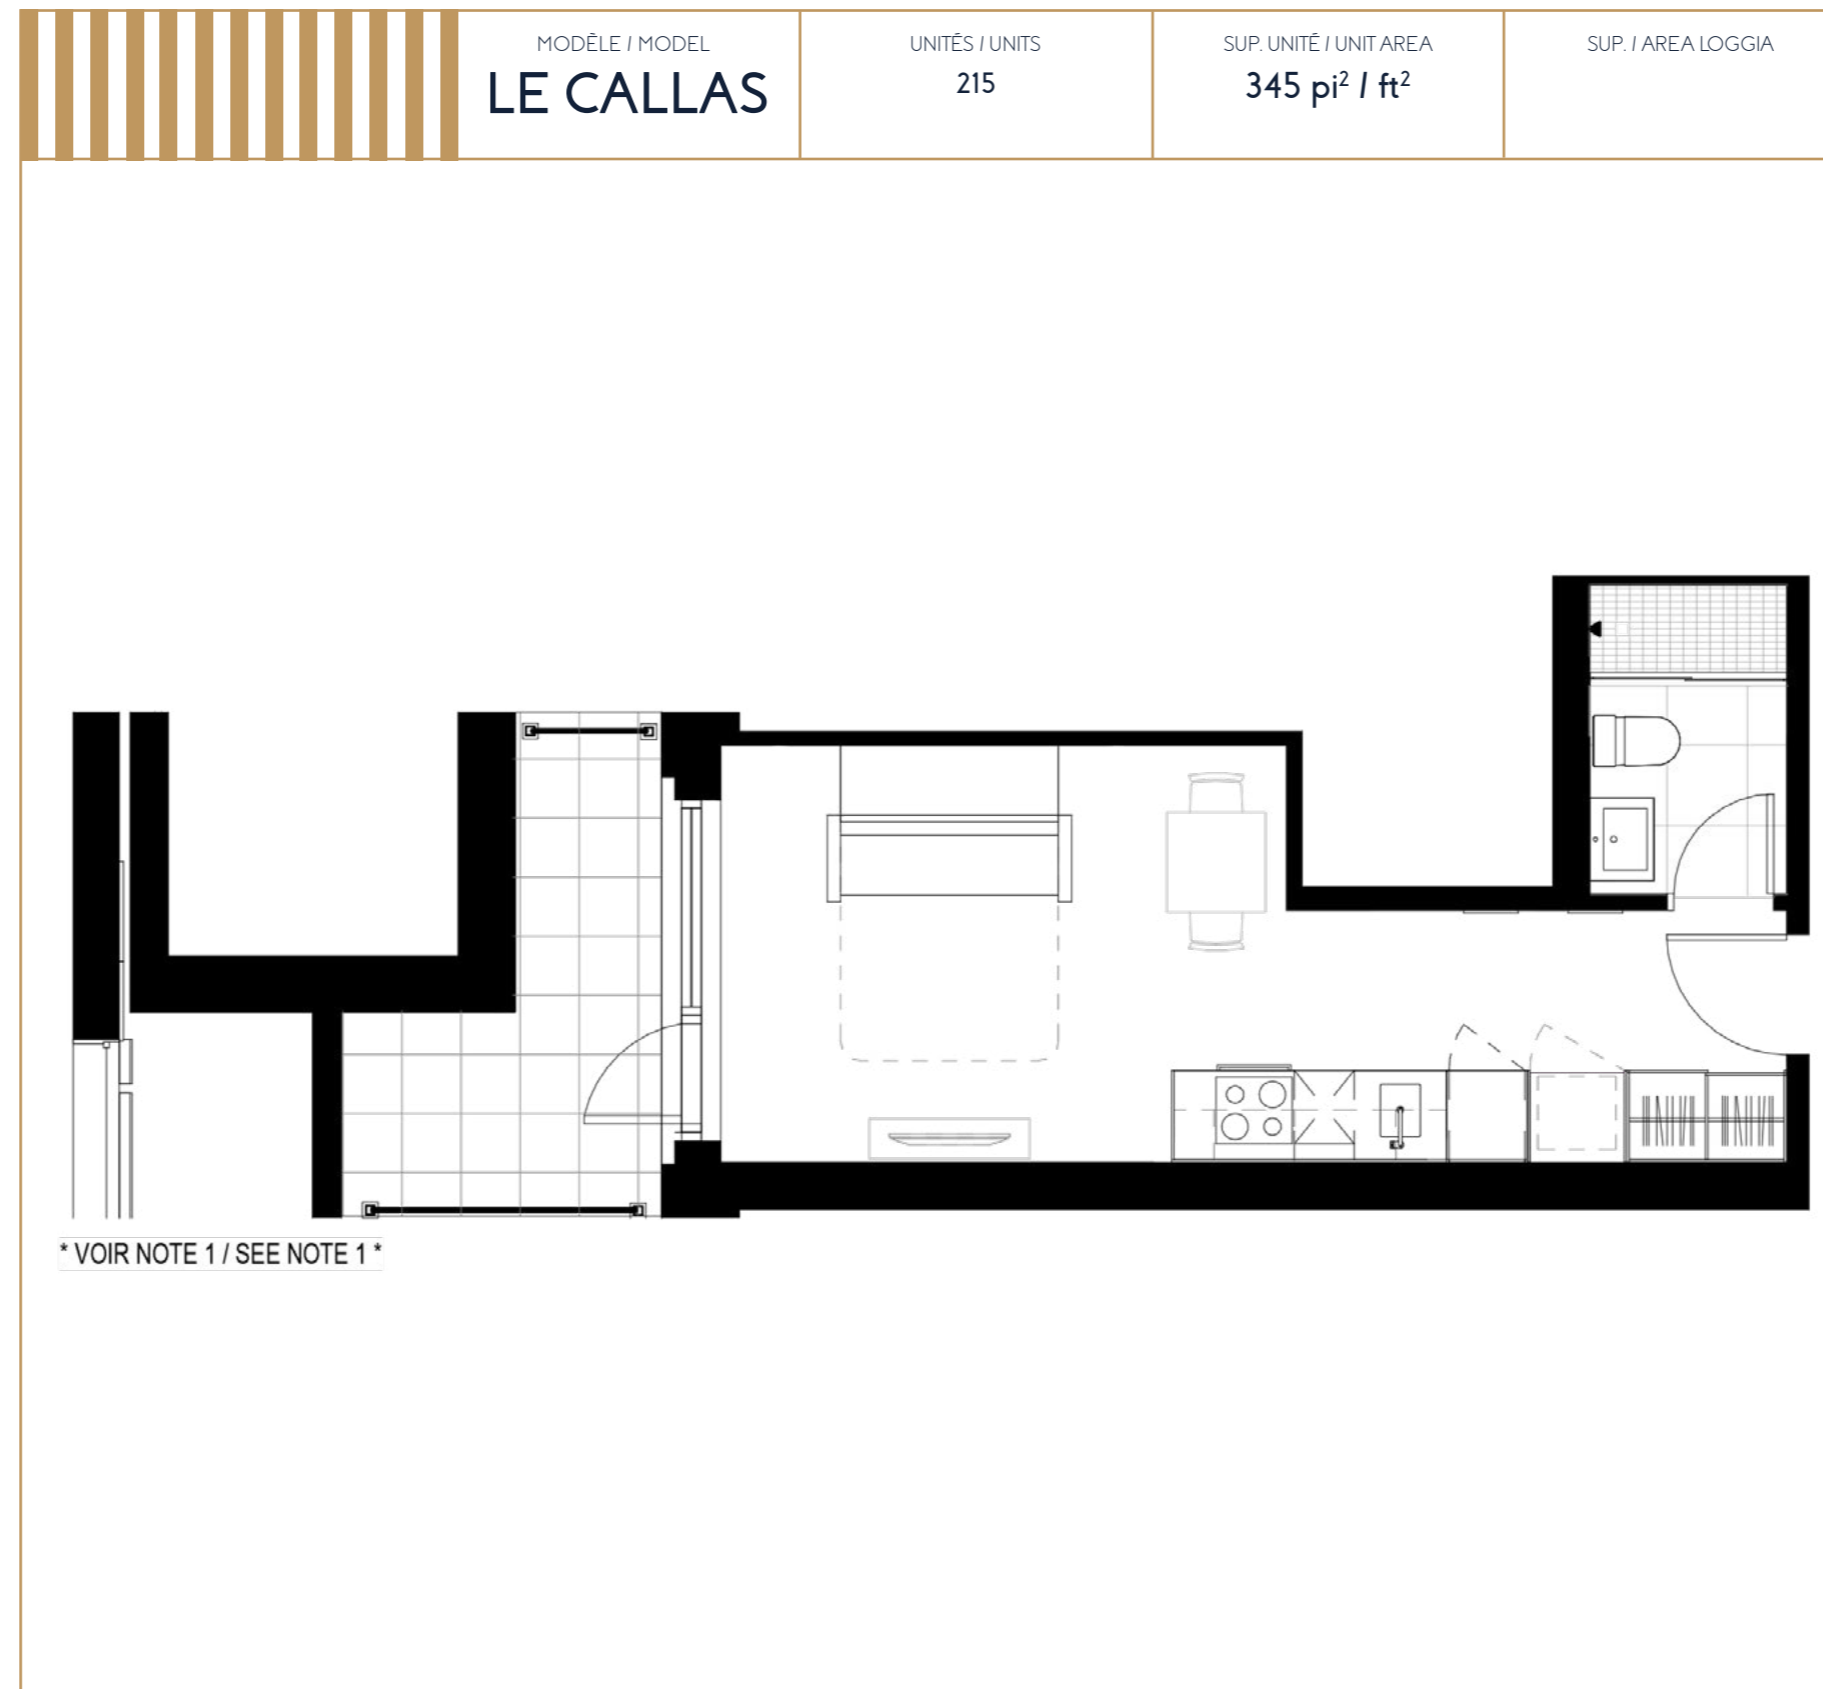 MODÈLE / MODEL
LE CALLAS
UNITÉS / UNITS
215
SUP. UNITÉ / UNIT AREA
345 pi² / ft²
SUP. / AREA LOGGIA
* VOIR NOTE 1 / SEE NOTE 1 *